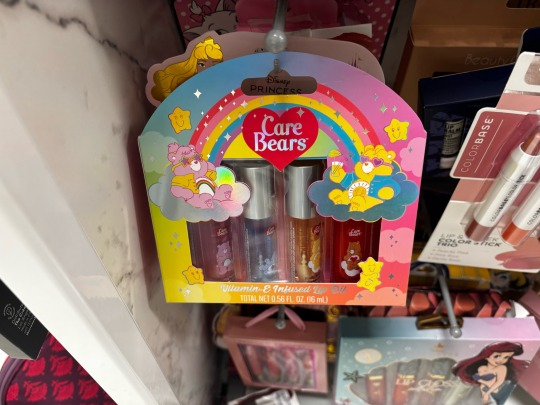 Disney
PRINCESS
Care
Bears
Vitamin-E Infused Lip Oil
TOTAL NET 0.56 FL. OZ. (16 mL)
COLORBASE
LIP &
COLOR STICK
TRIO